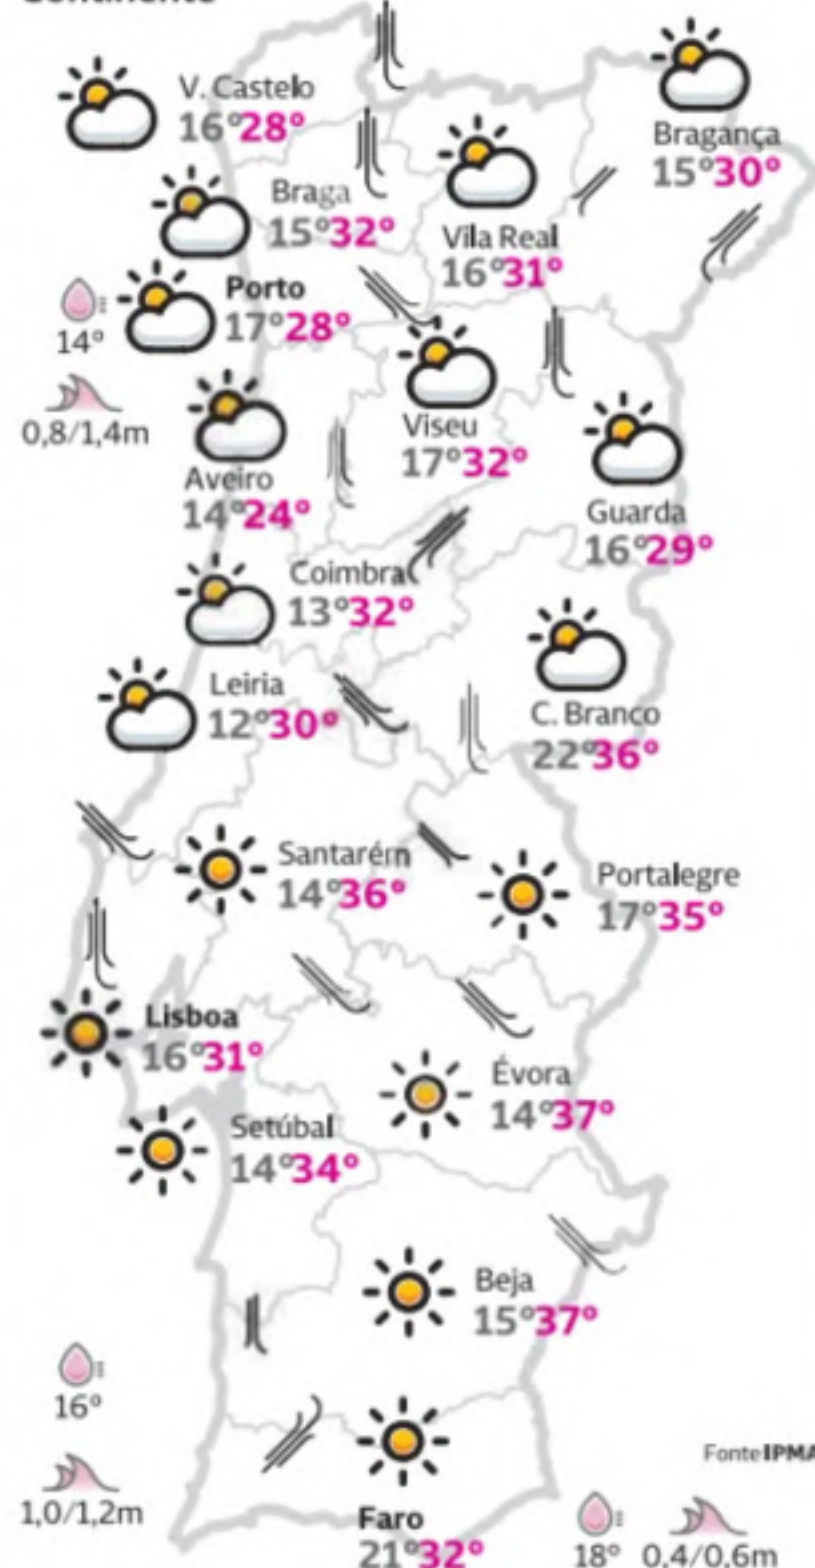 Continente
V. Castelo
16°28°
Bragança
15°30°
Braga
15°32°
Vila Real
16°31°
Porto
17°28°
14°
0,8/1,4m
Viseu
17°32°
Aveiro
14°24°
Guarda
16°29°
Coimbra
13°32°
Leiria
12°30°
C. Branco
22°36°
Santarém
14°36°
Portalegre
17°35°
Lisboa
16°31°
Évora
14°37°
Setúbal
14°34°
Beja
15°37°
16°
1,0/1,2m
Fonte IPMA
Faro
21°32°
18° 0,4/0,6m